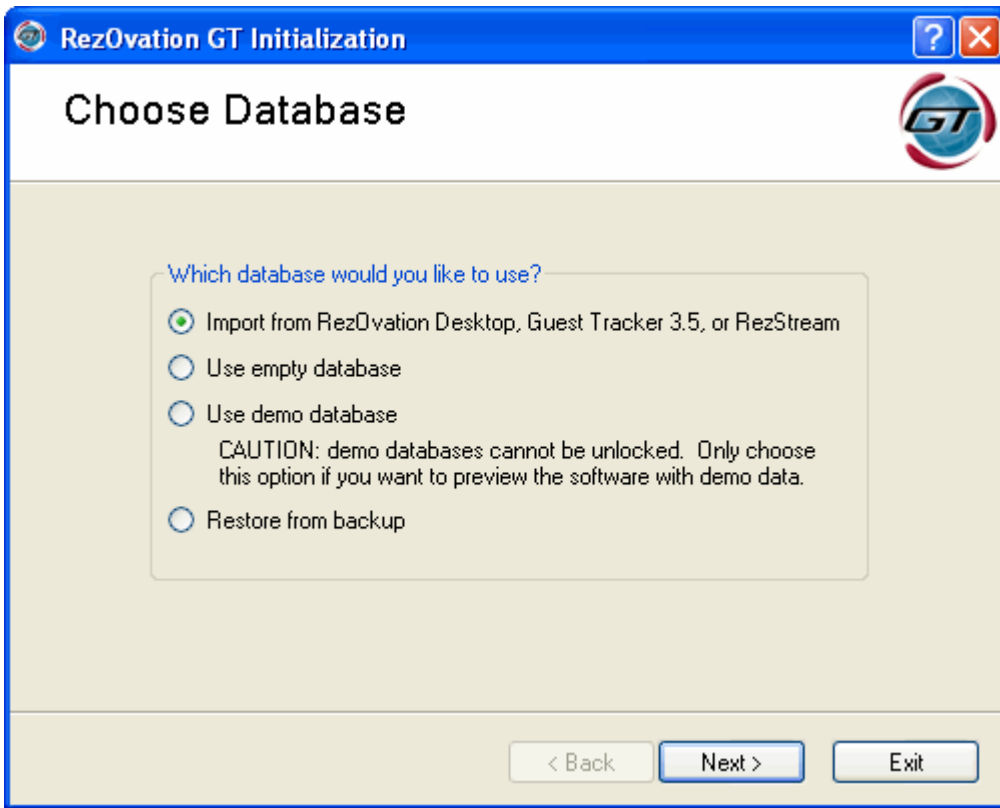 RezOvation GT Initialization
?
Choose Database
GT
Which database would you like to use?
Import from RezOvation Desktop, Guest Tracker 3.5, or RezStream
Use empty database
Use demo database
CAUTION: demo databases cannot be unlocked.  Only choose
this option if you want to preview the software with demo data.
Restore from backup
< Back
Next >
Exit